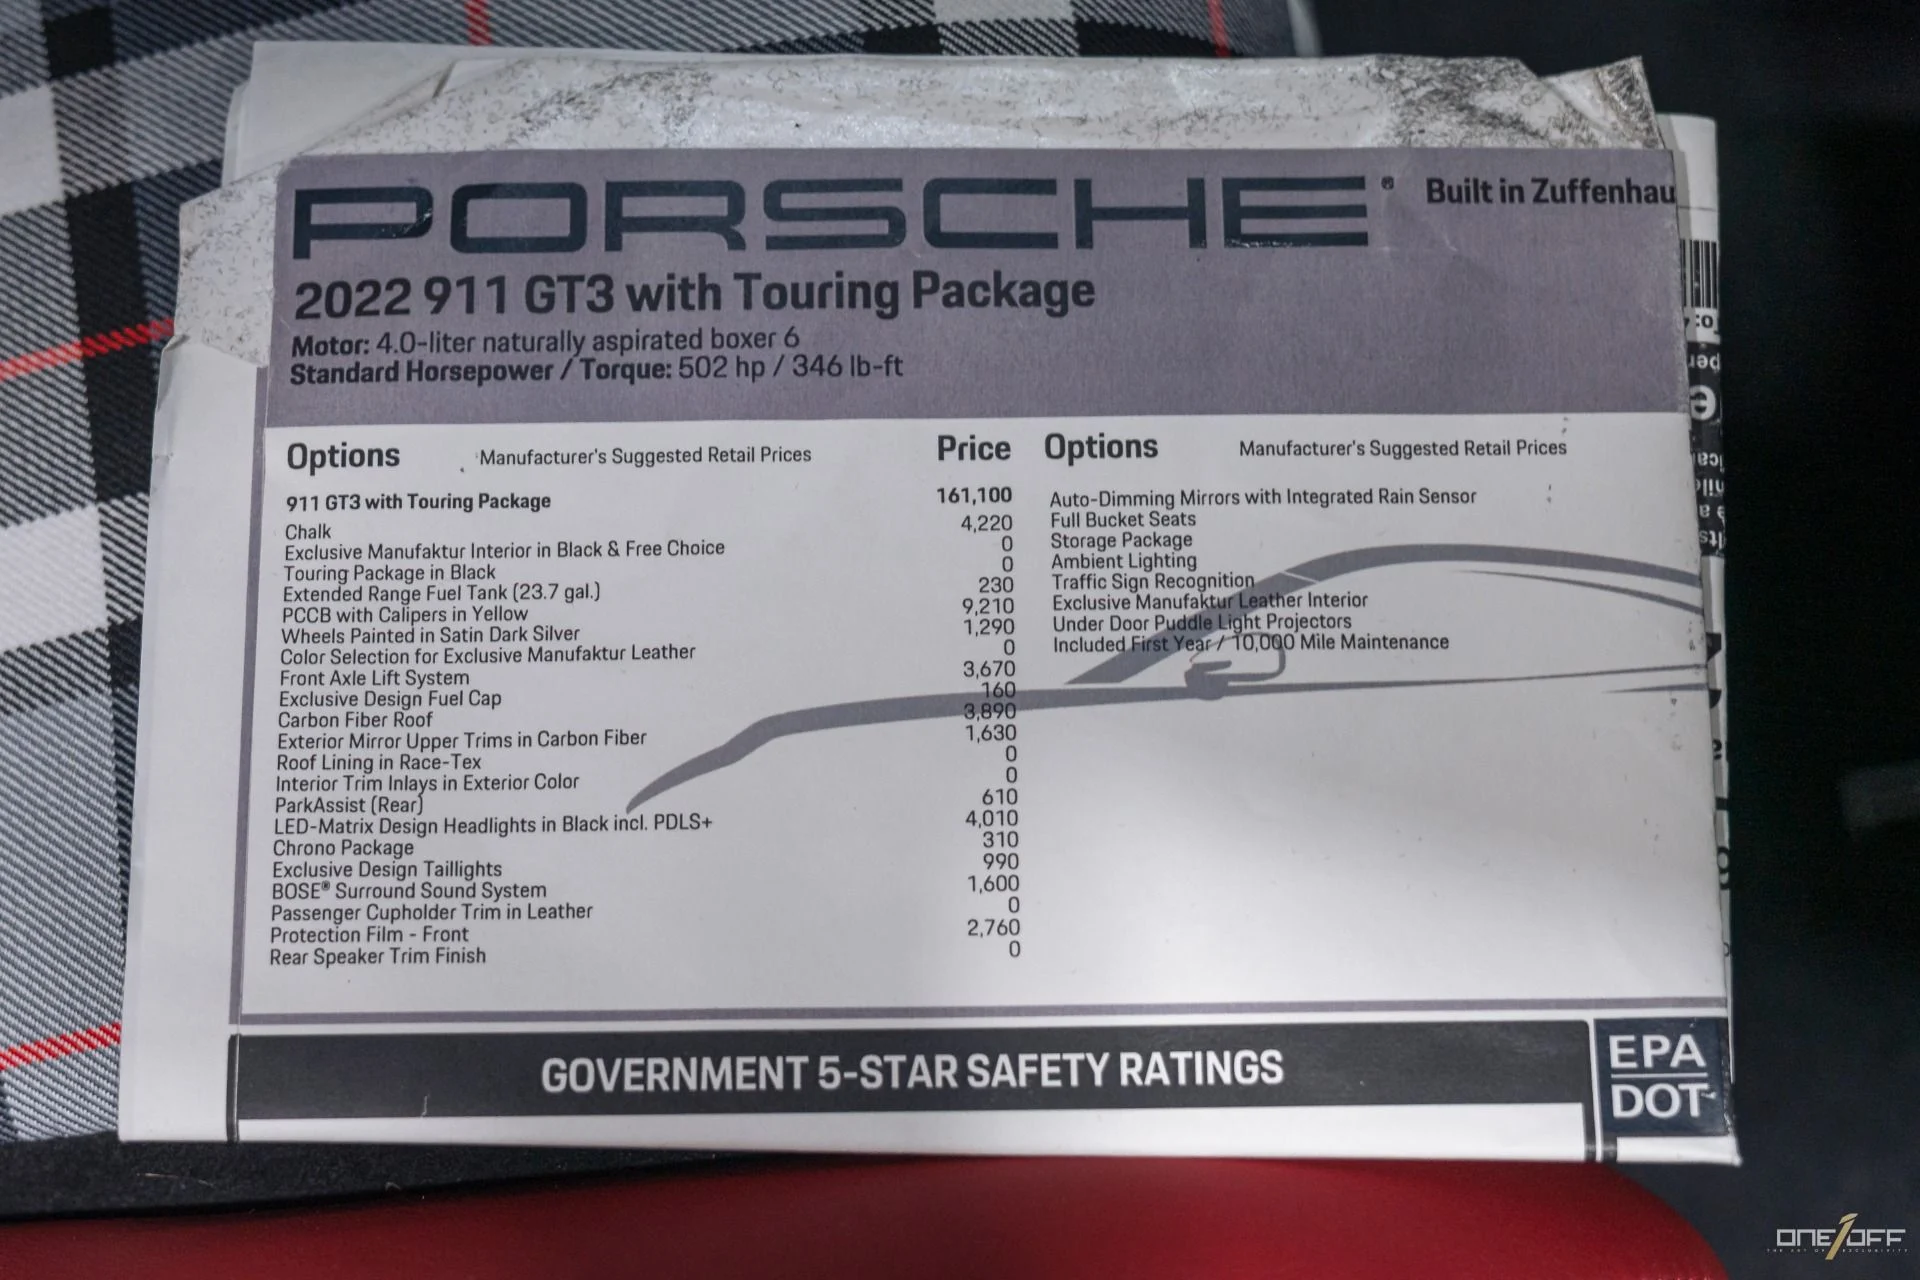 PORSCHE® Built in Zuffenhau
2022 911 GT3 with Touring Package
Motor: 4.0-liter naturally aspirated boxer 6
Standard Horsepower / Torque: 502 hp / 346 lb-ft
Options Manufacturer's Suggested Retail Prices Price
911 GT3 with Touring Package 161,100
Chalk 4,220
Exclusive Manufaktur Interior in Black & Free Choice 0
Touring Package in Black 0
Extended Range Fuel Tank (23.7 gal.) 230
PCCB with Calipers in Yellow 9,210
Wheels Painted in Satin Dark Silver 1,290
Color Selection for Exclusive Manufaktur Leather 0
Front Axle Lift System 3,670
Exclusive Design Fuel Cap 160
Carbon Fiber Roof 3,890
Exterior Mirror Upper Trims in Carbon Fiber 1,630
Roof Lining in Race-Tex 0
Interior Trim Inlays in Exterior Color 0
ParkAssist (Rear) 610
LED-Matrix Design Headlights in Black incl. PDLS+ 4,010
Chrono Package 310
Exclusive Design Taillights 990
BOSE® Surround Sound System 1,600
Passenger Cupholder Trim in Leather 0
Protection Film - Front 2,760
Rear Speaker Trim Finish 0
Options Manufacturer's Suggested Retail Prices
Auto-Dimming Mirrors with Integrated Rain Sensor
Full Bucket Seats
Storage Package
Ambient Lighting
Traffic Sign Recognition
Exclusive Manufaktur Leather Interior
Under Door Puddle Light Projectors
Included First Year / 10,000 Mile Maintenance
GOVERNMENT 5-STAR SAFETY RATINGS
EPA
DOT
ONE1OFF
THE ART OF EXCLUSIVITY